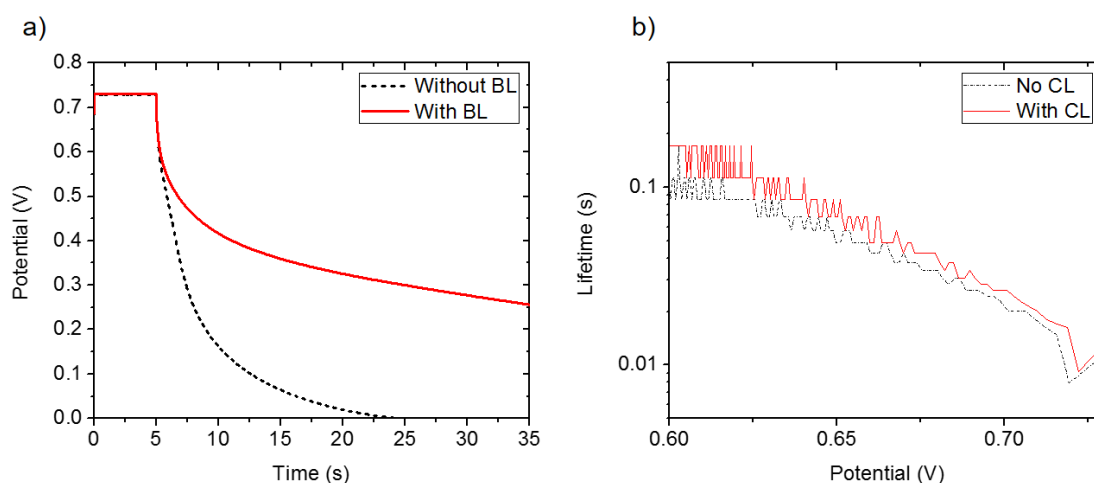 a)
0.8
0.7
0.6
0.5
0.4
0.3
0.2
0.1
0.0
Potential (V)
Without BL
With BL
0 5 10 15 20 25 30 35
Time (s)
b)
0.1
0.01
Lifetime (s)
No CL
With CL
0.60 0.65 0.70
Potential (V)